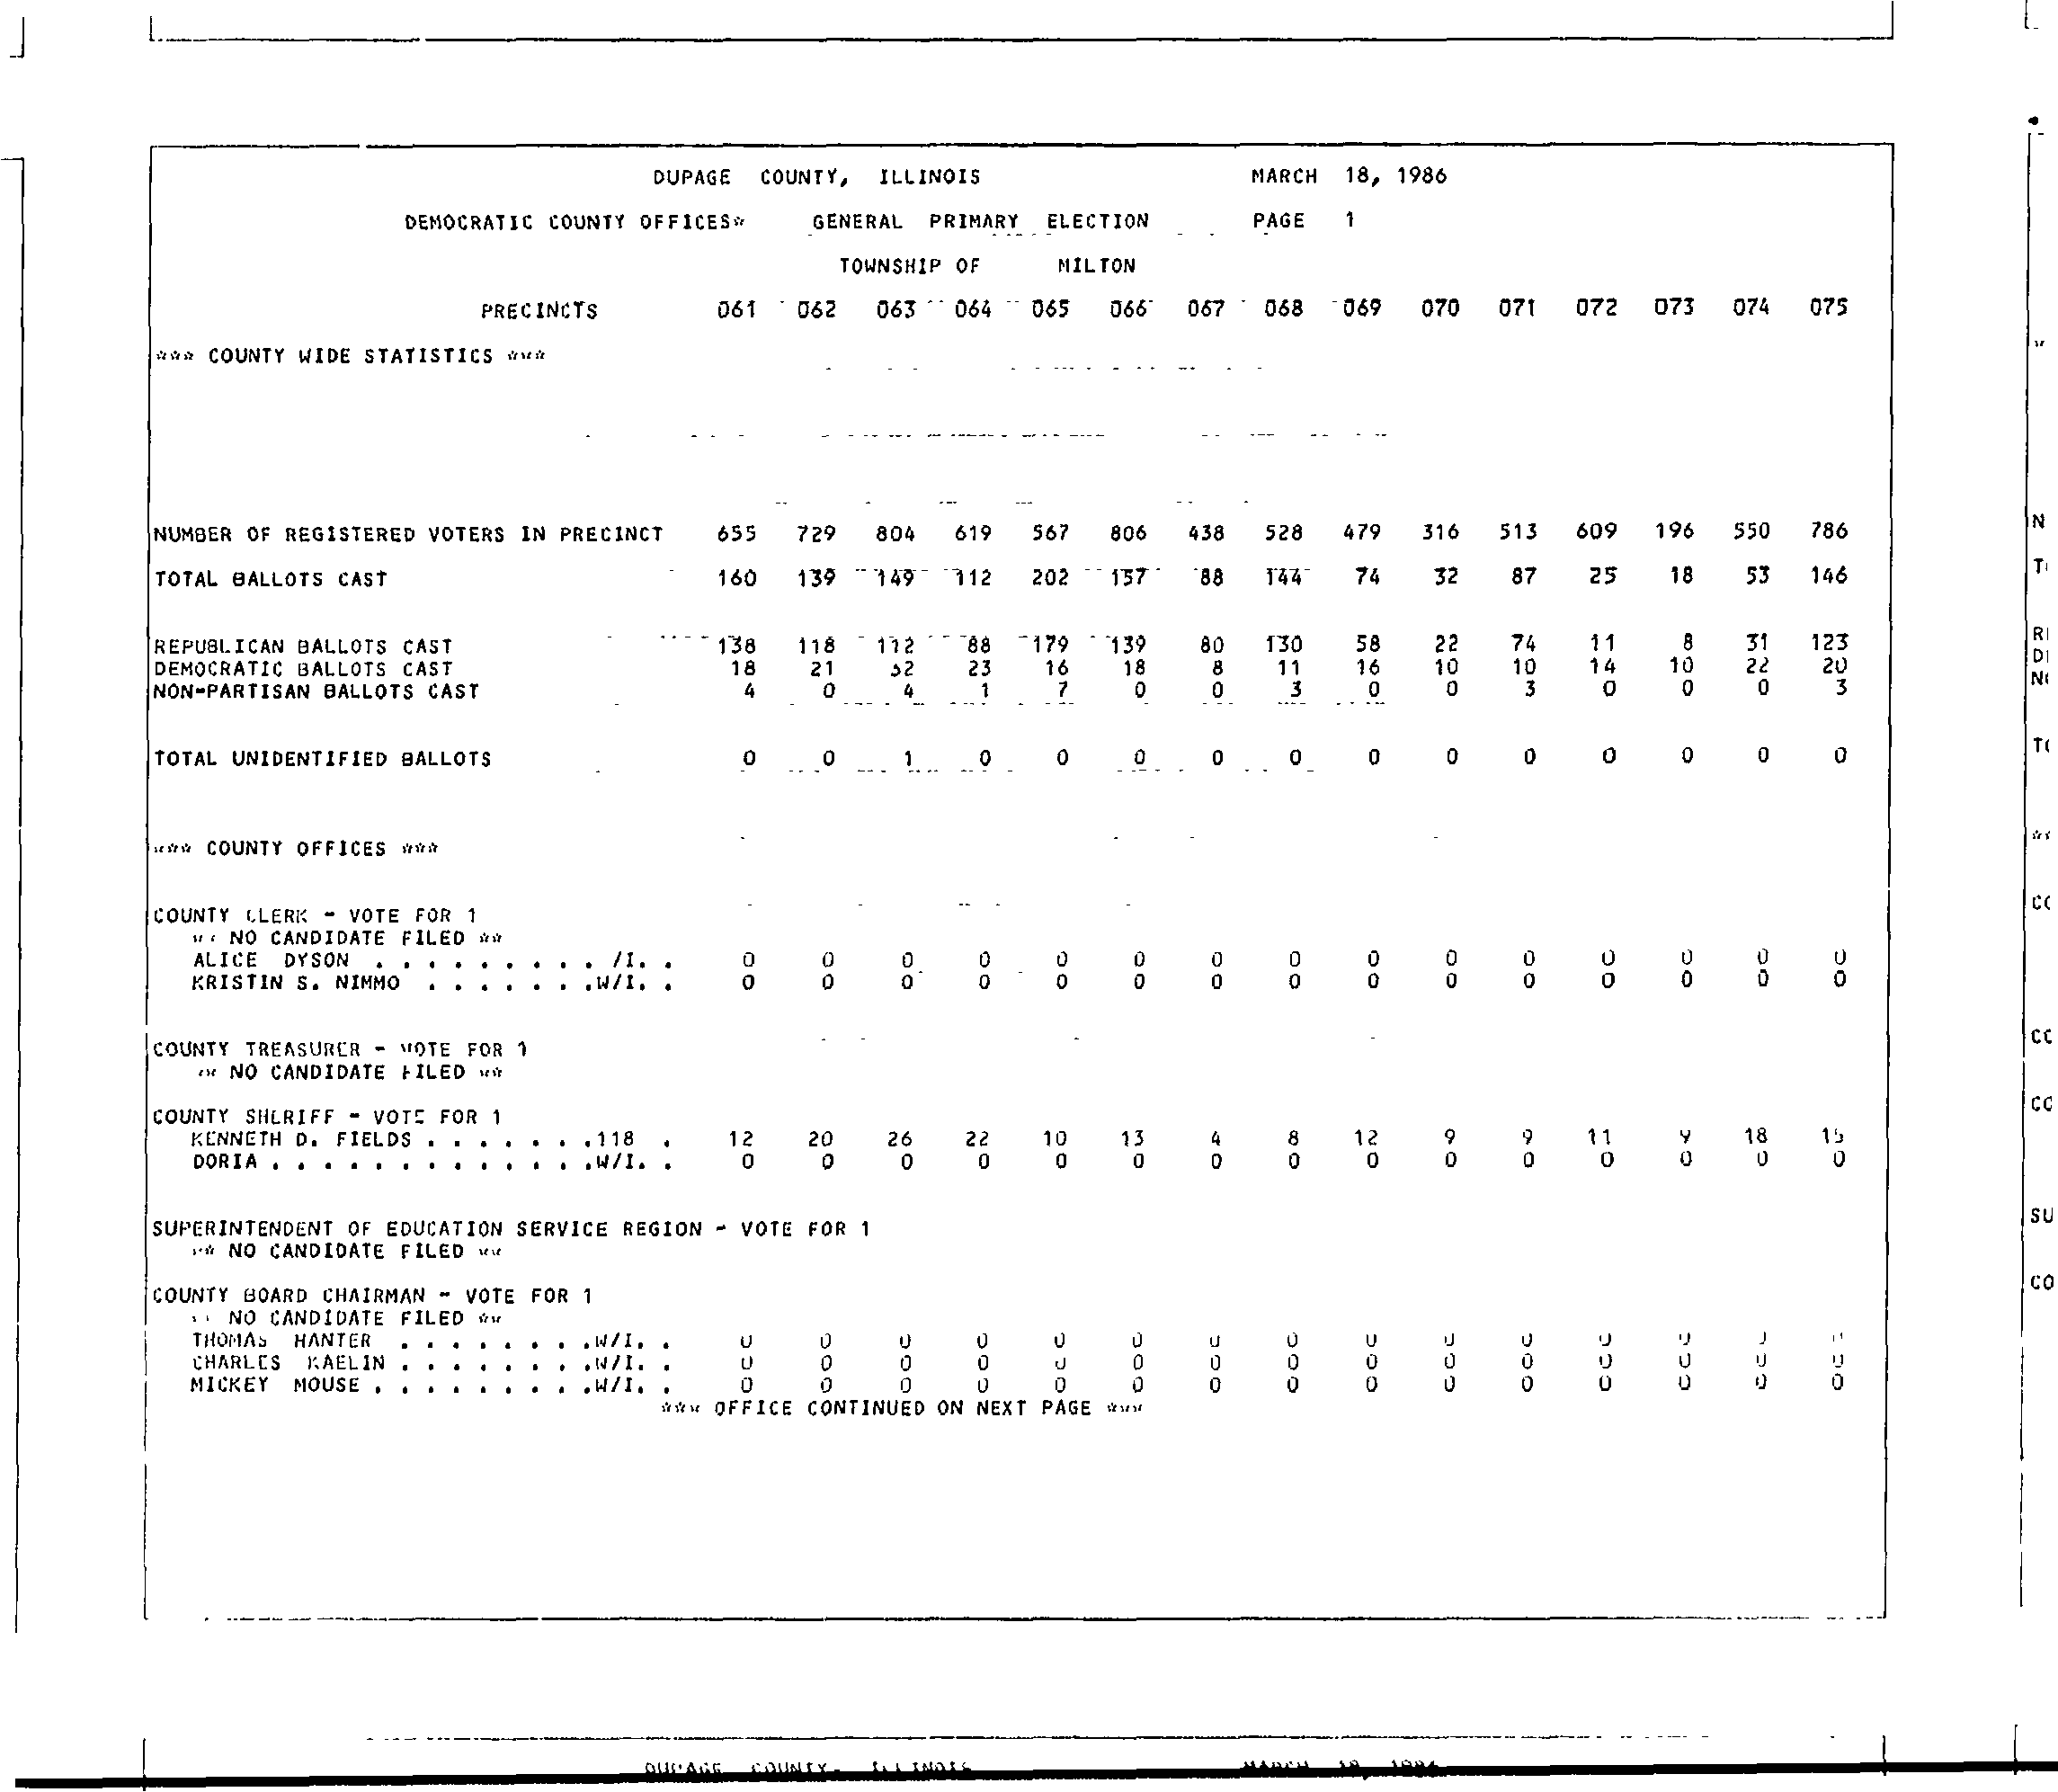 DUPAGE COUNTY, ILLINOIS MARCH 18, 1986
DEMOCRATIC COUNTY OFFICES* GENERAL PRIMARY ELECTION PAGE 1
TOWNSHIP OF MILTON
PRECINCTS 061 062 063 064 065 066 067 068 069 070 071 072 073 074 075
*** COUNTY WIDE STATISTICS ***
NUMBER OF REGISTERED VOTERS IN PRECINCT 655 729 804 619 567 806 438 528 479 316 513 609 196 550 786
TOTAL BALLOTS CAST 160 139 149 112 202 157 88 144 74 32 87 25 18 53 146
REPUBLICAN BALLOTS CAST 138 118 112 88 179 139 80 130 58 22 74 11 8 31 123
DEMOCRATIC BALLOTS CAST 18 21 32 23 16 18 8 11 16 10 10 14 10 22 20
NON-PARTISAN BALLOTS CAST 4 0 4 1 7 0 0 3 0 0 3 0 0 0 3
TOTAL UNIDENTIFIED BALLOTS 0 0 1 0 0 0 0 0 0 0 0 0 0 0 0
*** COUNTY OFFICES ***
COUNTY CLERK - VOTE FOR 1
** NO CANDIDATE FILED **
ALICE DYSON . . . . . . . . . /I. . 0 0 0 0 0 0 0 0 0 0 0 0 0 0 0
KRISTIN S. NIMMO . . . . . . .W/I. . 0 0 0 0 0 0 0 0 0 0 0 0 0 0 0
COUNTY TREASURER - VOTE FOR 1
** NO CANDIDATE FILED **
COUNTY SHERIFF - VOTE FOR 1
KENNETH D. FIELDS . . . . . . .118 . 12 20 26 22 10 13 4 8 12 9 9 11 9 18 15
DORIA . . . . . . . . . . . . .W/I. . 0 0 0 0 0 0 0 0 0 0 0 0 0 0 0
SUPERINTENDENT OF EDUCATION SERVICE REGION - VOTE FOR 1
** NO CANDIDATE FILED **
COUNTY BOARD CHAIRMAN - VOTE FOR 1
** NO CANDIDATE FILED **
THOMAS HANTER . . . . . . . .W/I. . 0 0 0 0 0 0 0 0 0 0 0 0 0 0 0
CHARLES KAELIN . . . . . . . .W/I. . 0 0 0 0 0 0 0 0 0 0 0 0 0 0 0
MICKEY MOUSE . . . . . . . . .W/I. . 0 0 0 0 0 0 0 0 0 0 0 0 0 0 0
*** OFFICE CONTINUED ON NEXT PAGE ***
DUPAGE COUNTY, ILLINOIS MARCH 18, 1986